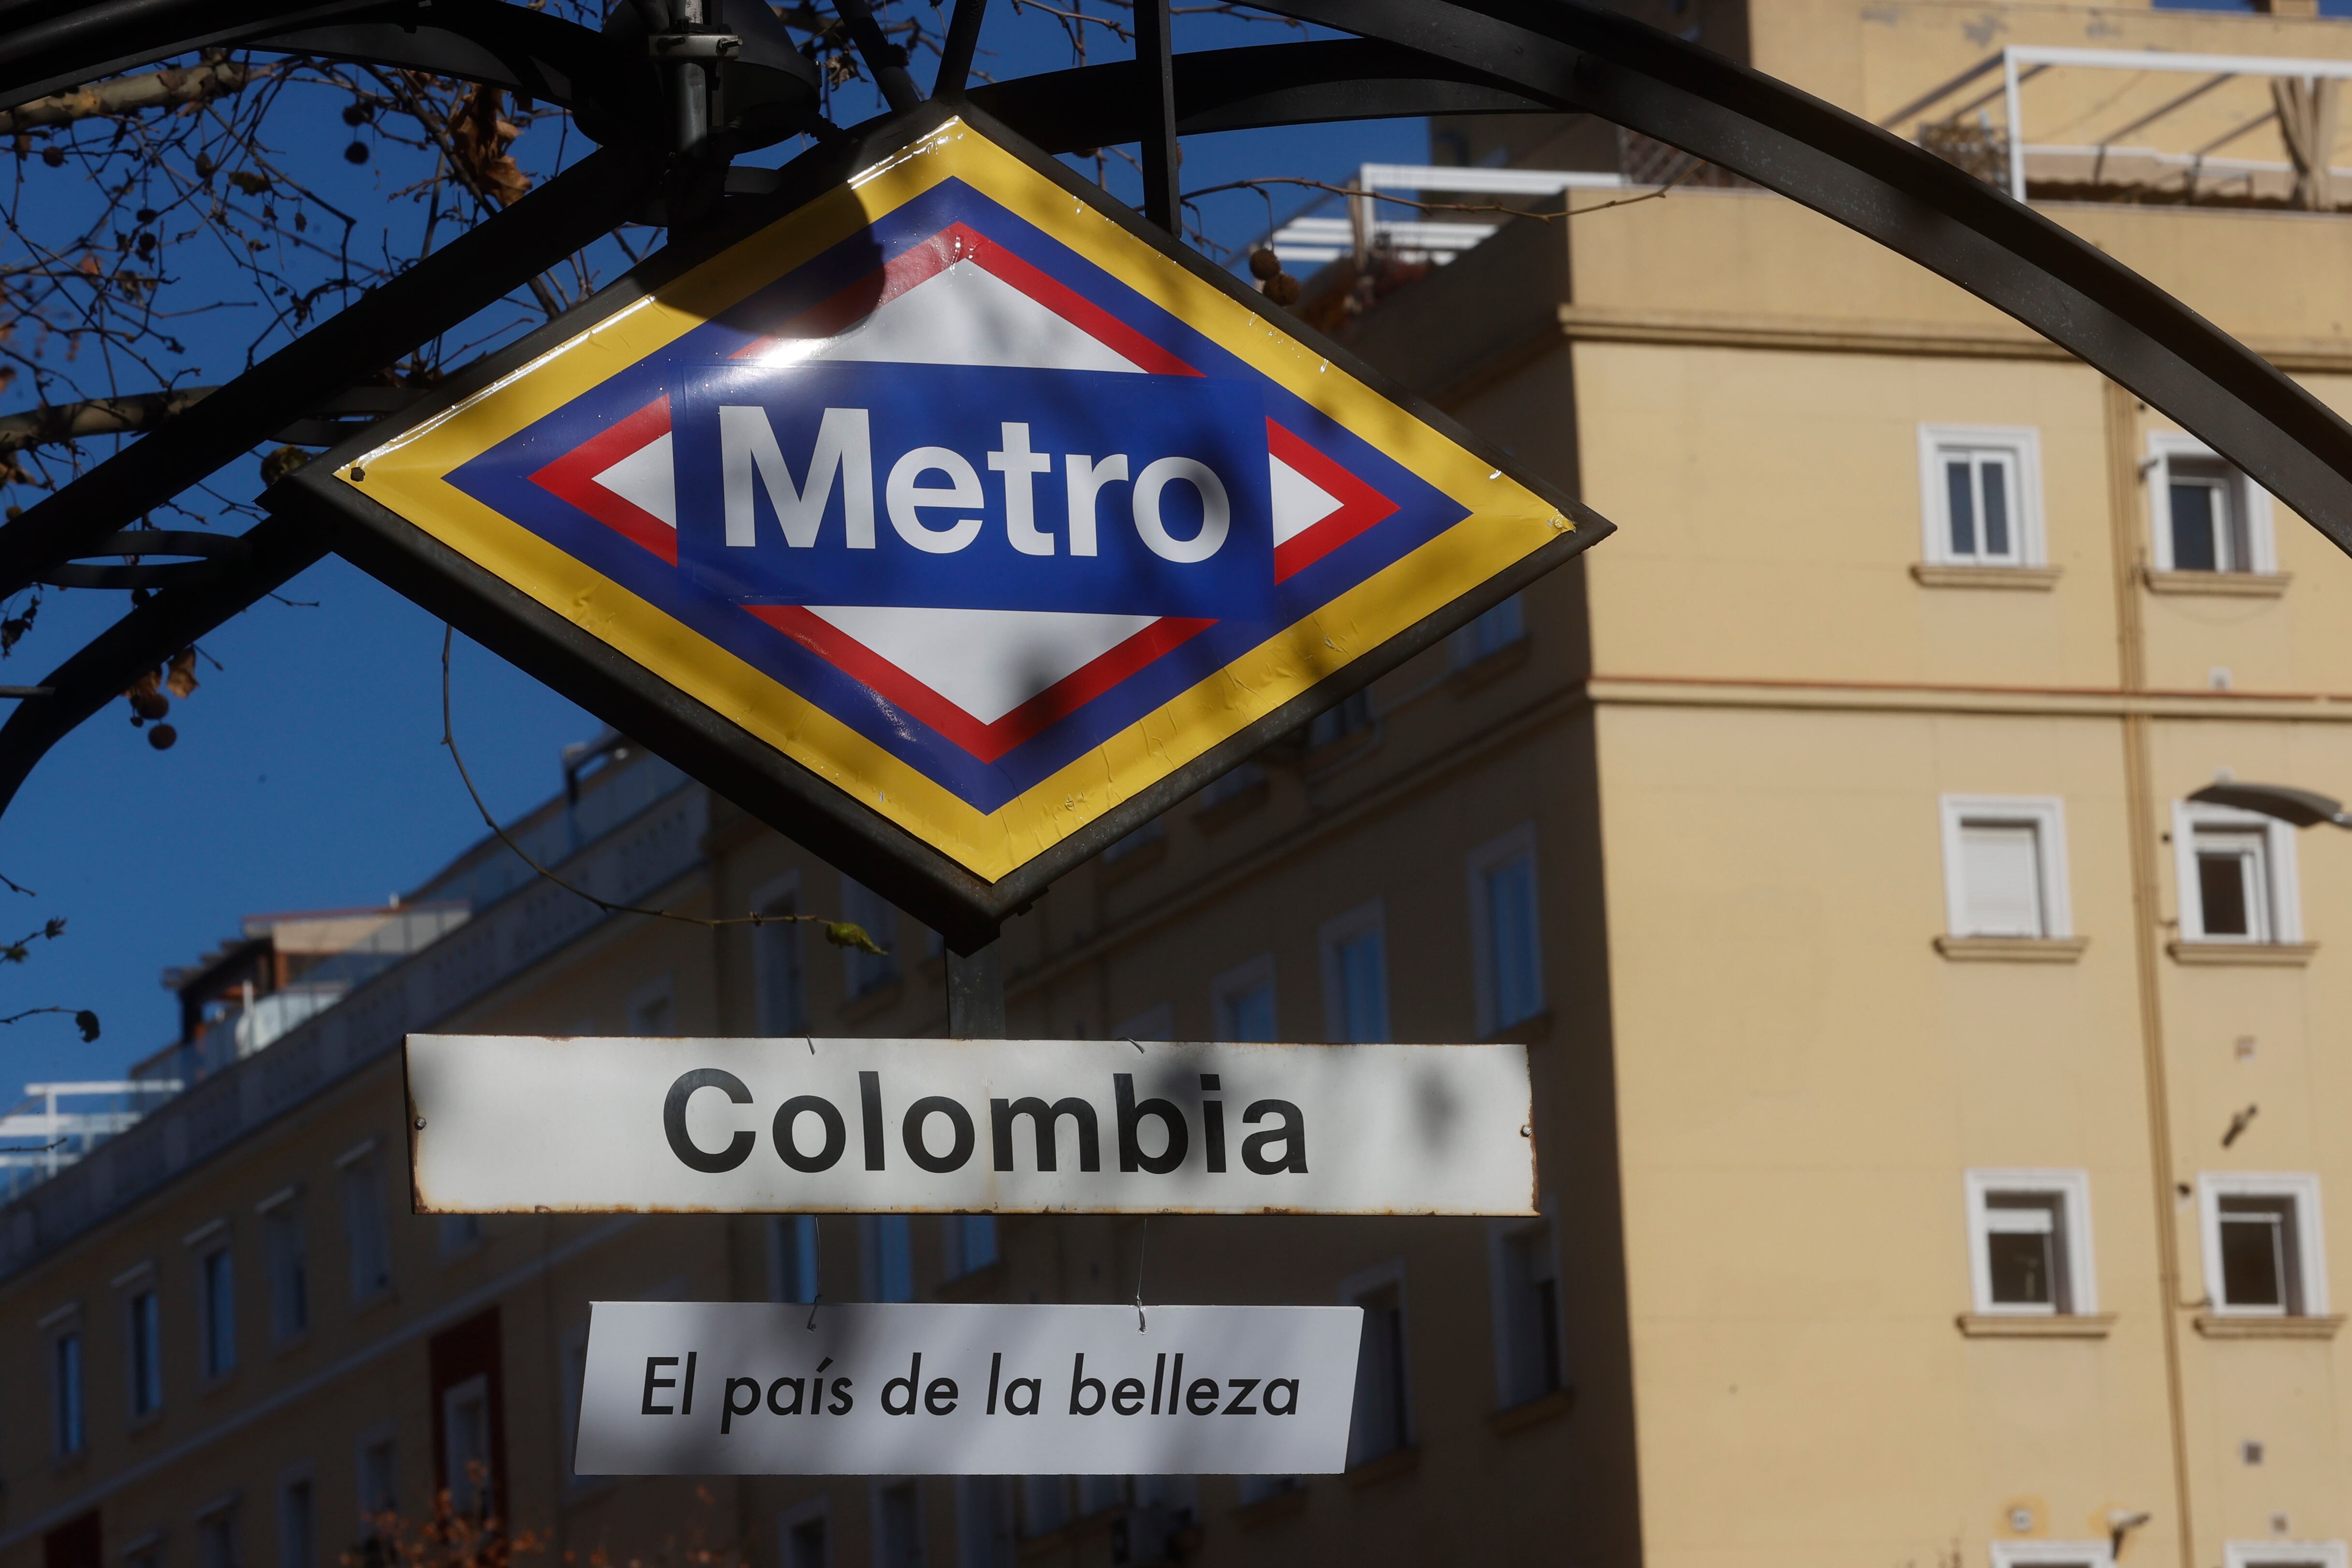 Metro
Colombia
El país de la belleza